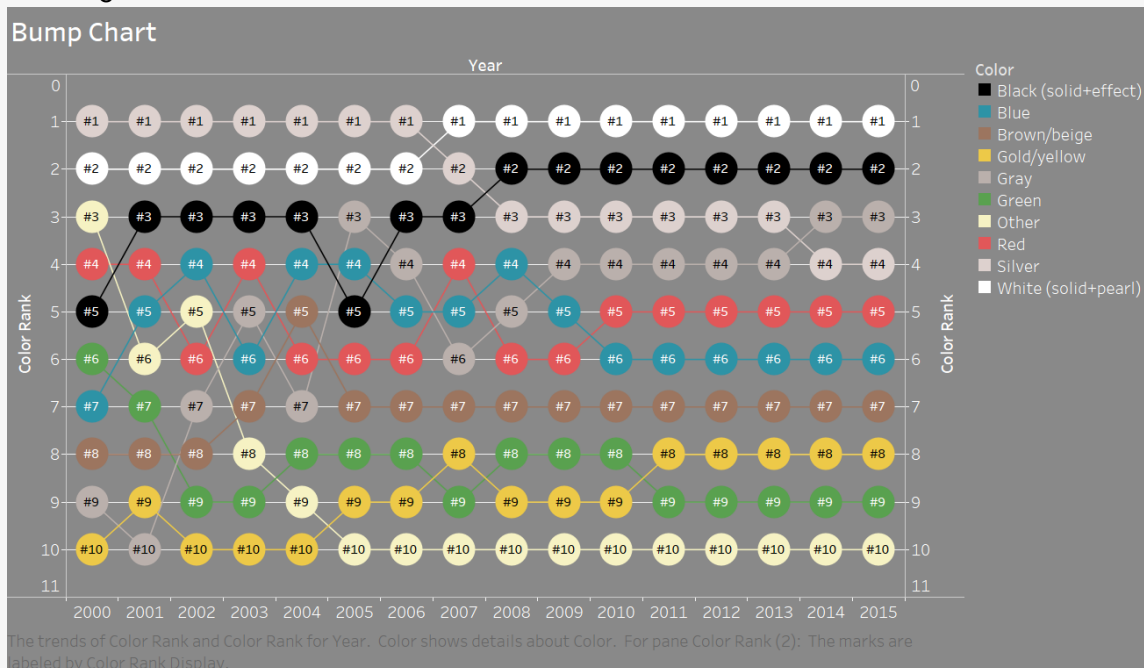 Bump Chart
Year
Color
Black (solid+effect)
Blue
Brown/beige
Gold/yellow
Gray
Green
Other
Red
Silver
White (solid+pearl)
Color Rank
0 0
1 #1 #1 #1 #1 #1 #1 #1 #1 #1 #1 #1 #1 #1 #1 #1 #1 1
2 #2 #2 #2 #2 #2 #2 #2 #2 #2 #2 #2 #2 #2 #2 #2 #2 2
3 #3 #3 #3 #3 #3 #3 #3 #3 #3 #3 #3 #3 #3 #3 #3 #3 3
4 #4 #4 #4 #4 #4 #4 #4 #4 #4 #4 #4 #4 #4 #4 #4 #4 4
5 #5 #5 #5 #5 #5 #5 #5 #5 #5 #5 #5 #5 #5 #5 #5 #5 5
6 #6 #6 #6 #6 #6 #6 #6 #6 #6 #6 #6 #6 #6 #6 #6 #6 6
7 #7 #7 #7 #7 #7 #7 #7 #7 #7 #7 #7 #7 #7 #7 #7 #7 7
8 #8 #8 #8 #8 #8 #8 #8 #8 #8 #8 #8 #8 #8 #8 #8 #8 8
9 #9 #9 #9 #9 #9 #9 #9 #9 #9 #9 #9 #9 #9 #9 #9 #9 9
10 #10 #10 #10 #10 #10 #10 #10 #10 #10 #10 #10 #10 #10 #10 #10 #10 10
11 11
Color Rank
2000 2001 2002 2003 2004 2005 2006 2007 2008 2009 2010 2011 2012 2013 2014 2015
The trends of Color Rank and Color Rank for Year. Color shows details about Color. For pane Color Rank (2): The marks are
labeled by Color Rank Display.